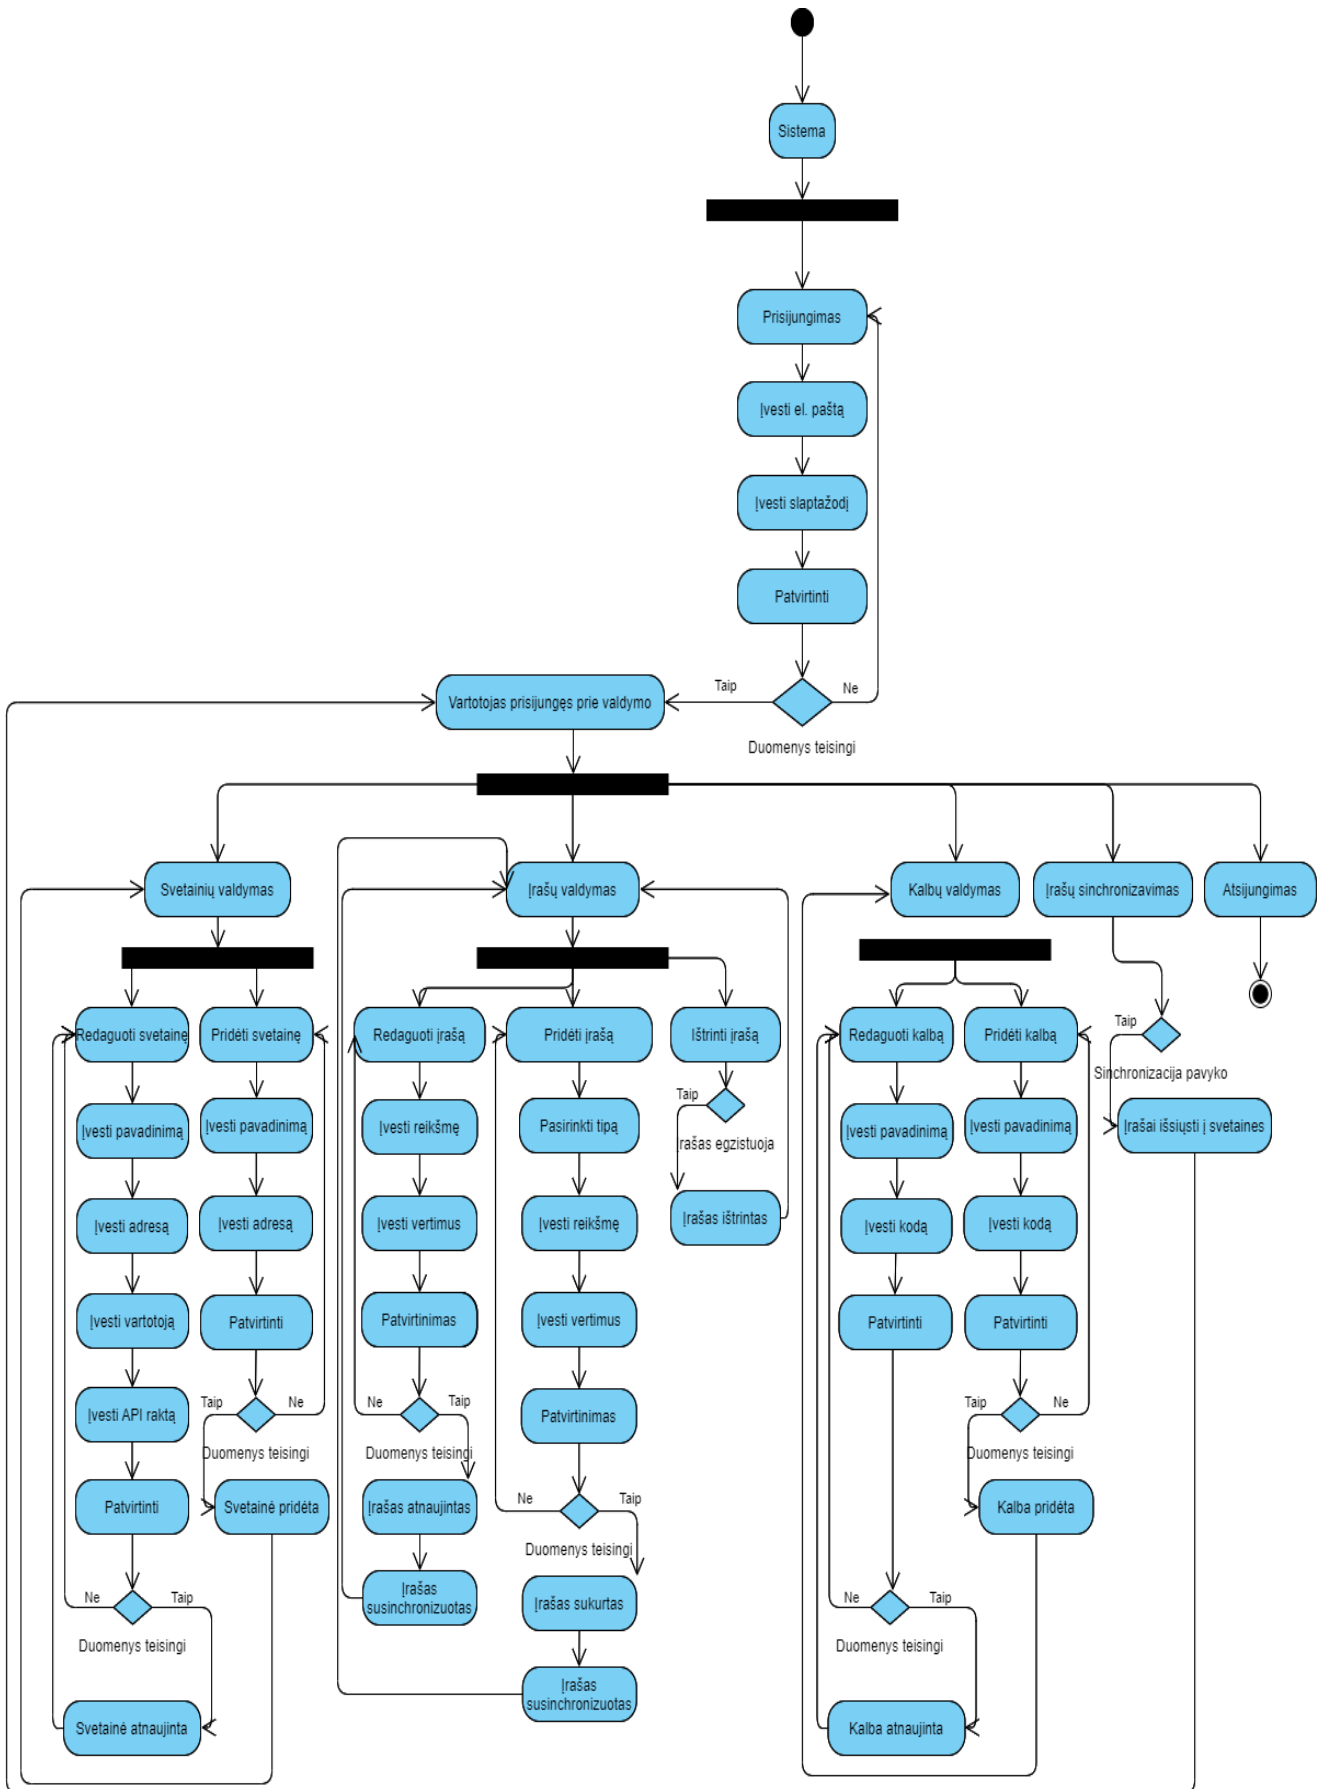 Sistema
Prisijungimas
Įvesti el. paštą
Įvesti slaptažodį
Patvirtinti
Taip
Ne
Vartotojas prisijungęs prie valdymo
Duomenys teisingi
Svetainių valdymas
Įrašų valdymas
Kalbų valdymas
Įrašų sinchronizavimas
Atsijungimas
Redaguoti svetainę
Pridėti svetainę
Redaguoti įrašą
Pridėti įrašą
Ištrinti įrašą
Redaguoti kalbą
Pridėti kalbą
Taip
Sinchronizacija pavyko
Taip
Įvesti pavadinimą
Įvesti pavadinimą
Įvesti reikšmę
Pasirinkti tipą
Įrašas egzistuoja
Įvesti pavadinimą
Įvesti pavadinimą
Įrašai išsiųsti į svetaines
Įvesti adresą
Įvesti adresą
Įvesti vertimus
Įvesti reikšmę
Įrašas ištrintas
Įvesti kodą
Įvesti kodą
Įvesti vartotoją
Patvirtinti
Patvirtinimas
Įvesti vertimus
Patvirtinti
Patvirtinti
Taip
Ne
Ne
Taip
Taip
Ne
Įvesti API raktą
Patvirtinimas
Duomenys teisingi
Duomenys teisingi
Duomenys teisingi
Patvirtinti
Svetainė pridėta
Įrašas atnaujintas
Ne
Taip
Kalba pridėta
Duomenys teisingi
Ne
Taip
Įrašas
susinchronizuotas
Įrašas sukurtas
Ne
Taip
Duomenys teisingi
Duomenys teisingi
Įrašas
susinchronizuotas
Svetainė atnaujinta
Kalba atnaujinta